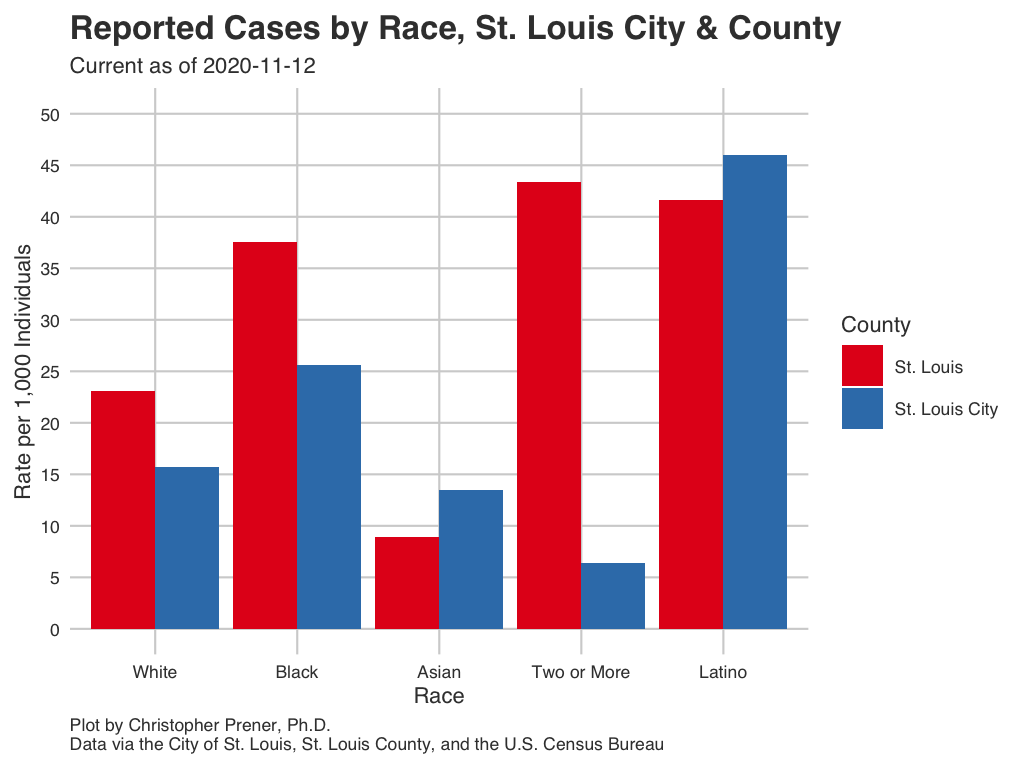 Reported Cases by Race, St. Louis City & County
Current as of 2020-11-12
Rate per 1,000 Individuals
50
45
40
35
30
25
20
15
10
5
0
White
Black
Asian
Two or More
Latino
Race
County
St. Louis
St. Louis City
Plot by Christopher Prener, Ph.D.
Data via the City of St. Louis, St. Louis County, and the U.S. Census Bureau